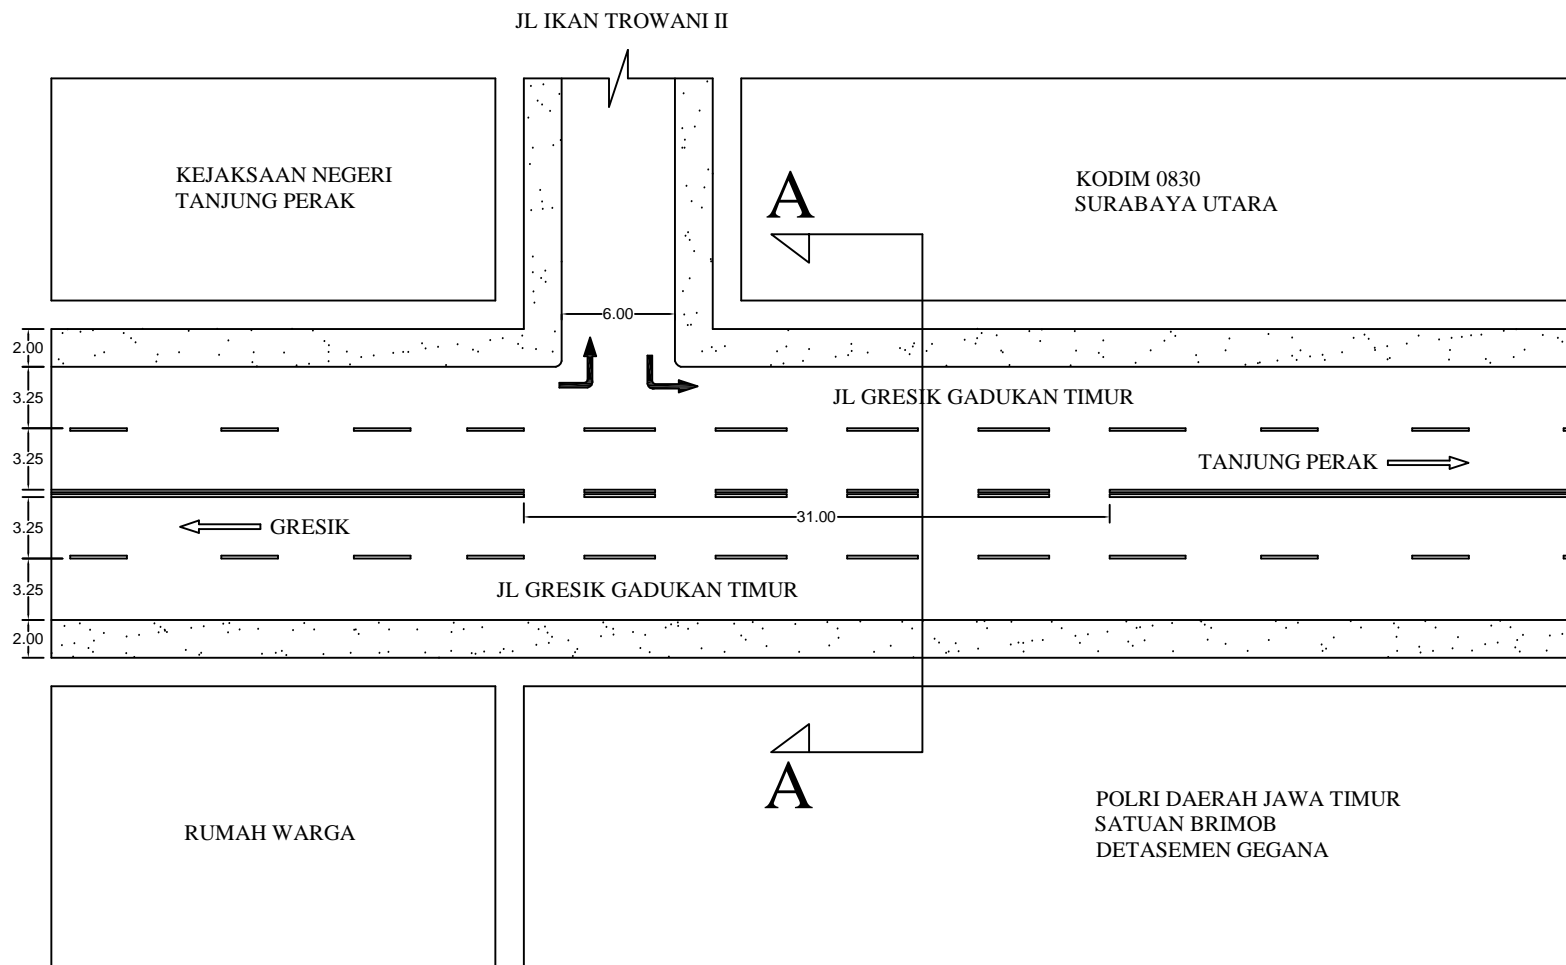 JL IKAN TROWANI II
KEJAKSAAN NEGERI
TANJUNG PERAK
A
KODIM 0830
SURABAYA UTARA
6.00
2.00
3.25
JL GRESIK GADUKAN TIMUR
3.25
TANJUNG PERAK
31.00
3.25
GRESIK
3.25
JL GRESIK GADUKAN TIMUR
2.00
A
RUMAH WARGA
POLRI DAERAH JAWA TIMUR
SATUAN BRIMOB
DETASEMEN GEGANA